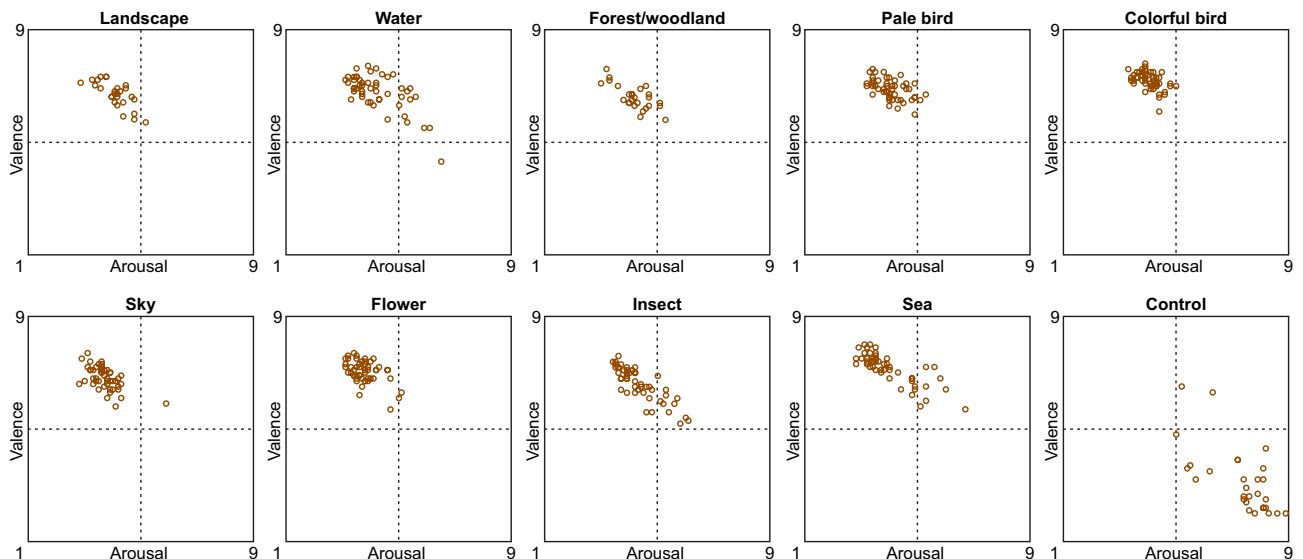 Landscape Water Forest/woodland Pale bird Colorful bird
9 9 9 9 9
Valence Valence Valence Valence Valence
1 Arousal 9 1 Arousal 9 1 Arousal 9 1 Arousal 9 1 Arousal 9
Sky Flower Insect Sea Control
9 9 9 9 9
Valence Valence Valence Valence Valence
1 Arousal 9 1 Arousal 9 1 Arousal 9 1 Arousal 9 1 Arousal 9